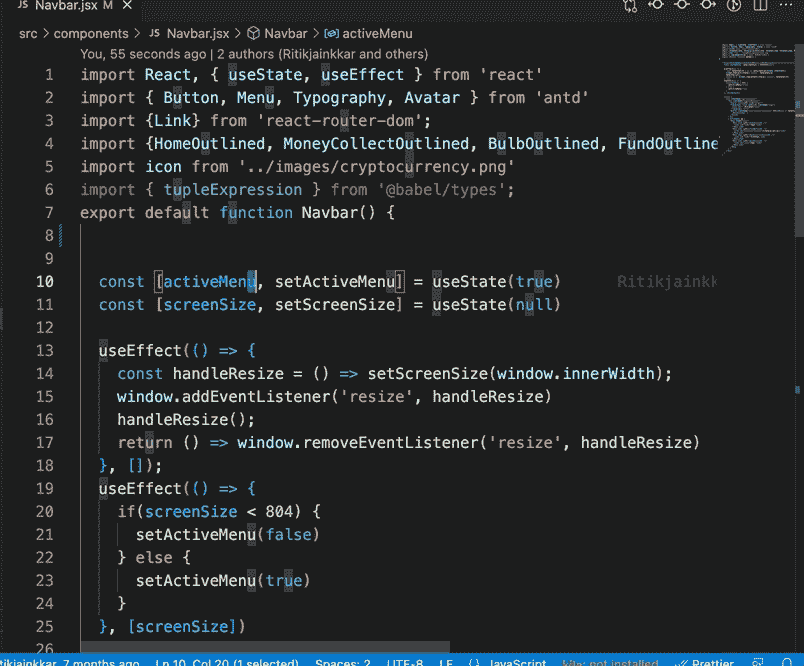 JS Navbar.jsx M ×
src > components > JS Navbar.jsx > Navbar > activeMenu
You, 55 seconds ago | 2 authors (Ritikjainkkar and others)
1 import React, { useState, useEffect } from 'react'
2 import { Button, Menu, Typography, Avatar } from 'antd'
3 import {Link} from 'react-router-dom';
4 import {HomeOutlined, MoneyCollectOutlined, BulbOutlined, FundOutline
5 import icon from '../images/cryptocurrency.png'
6 import { tupleExpression } from '@babel/types';
7 export default function Navbar() {
8
9
10 const [activeMenu, setActiveMenu] = useState(true) Ritikjainkk
11 const [screenSize, setScreenSize] = useState(null)
12
13 useEffect(() => {
14 const handleResize = () => setScreenSize(window.innerWidth);
15 window.addEventListener('resize', handleResize)
16 handleResize();
17 return () => window.removeEventListener('resize', handleResize)
18 }, []);
19 useEffect(() => {
20 if(screenSize < 804) {
21 setActiveMenu(false)
22 } else {
23 setActiveMenu(true)
24 }
25 }, [screenSize])
26
tikjainkkar, 7 months ago Ln 10, Col 20 (1 selected) Spaces: 2 UTF-8 LF {} JavaScript kite: not installed Prettier